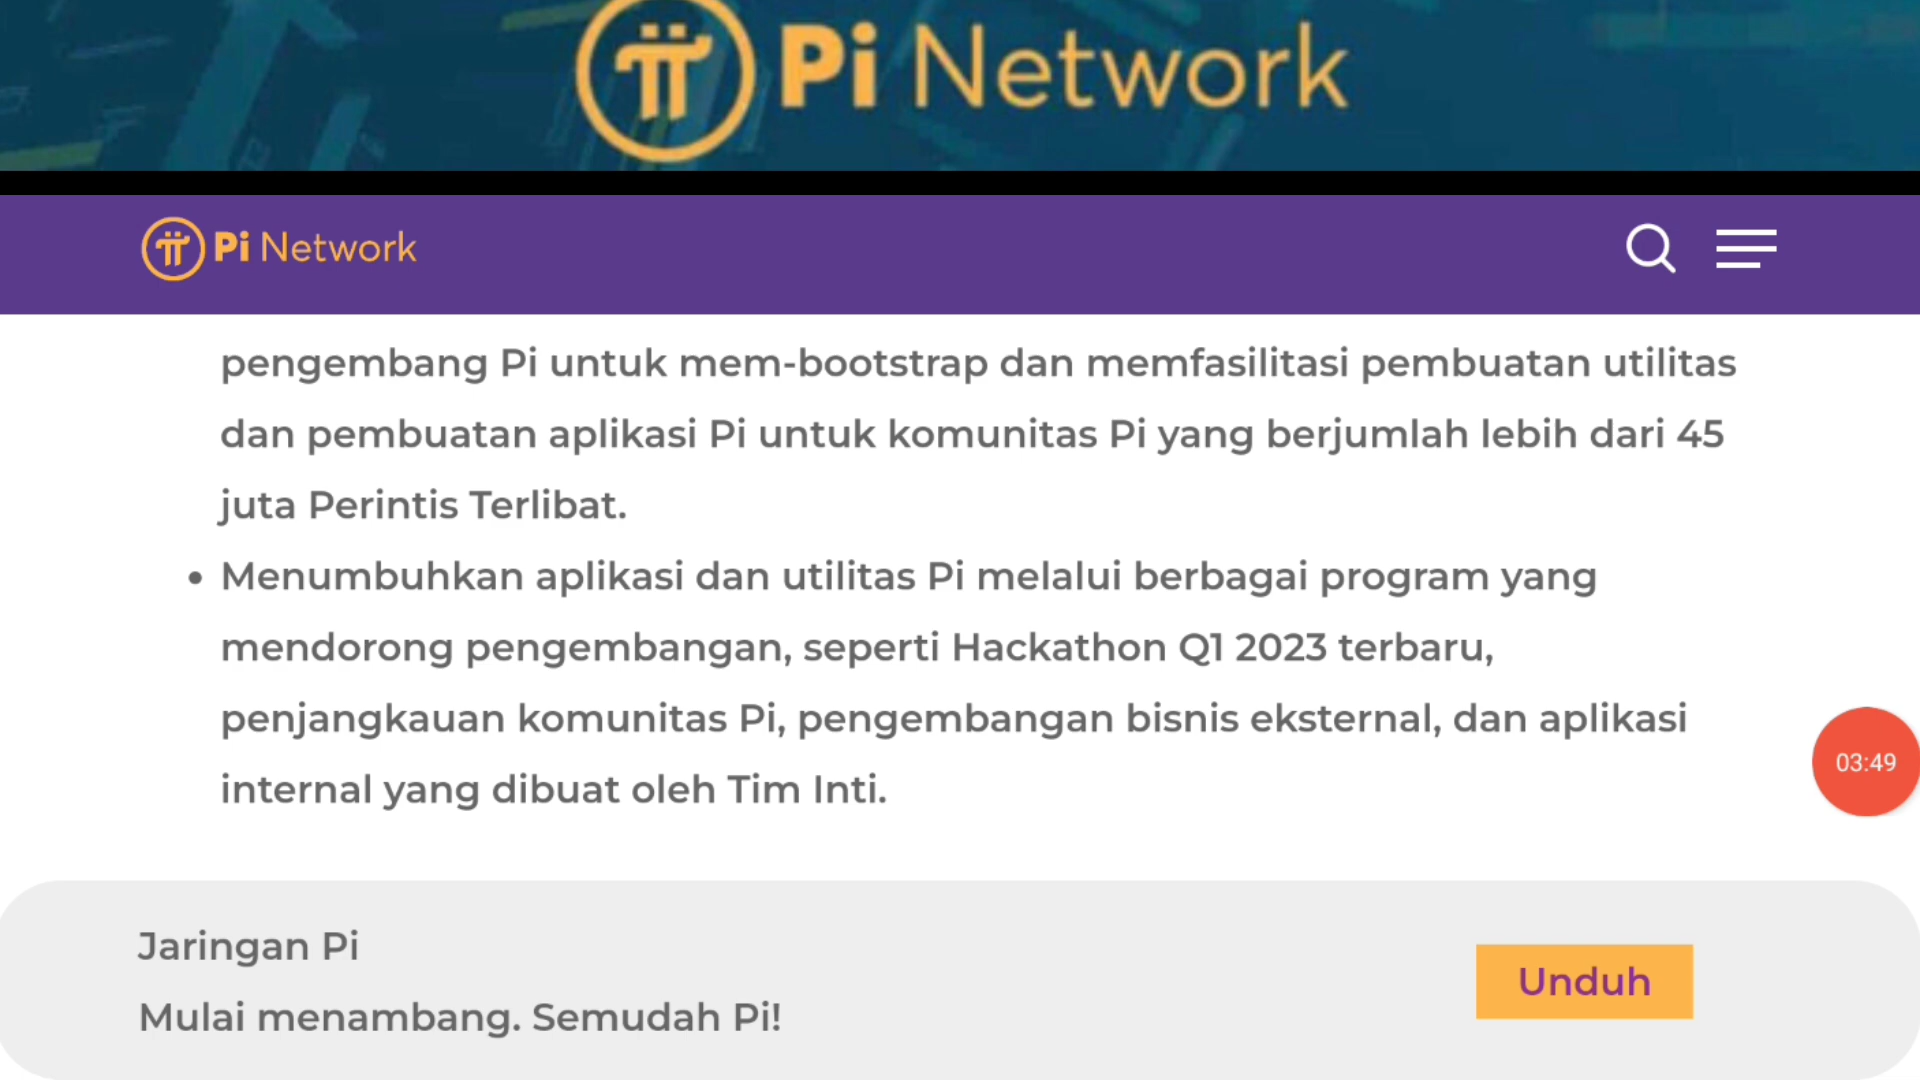 Pi Network
Pi Network
pengembang Pi untuk mem-bootstrap dan memfasilitasi pembuatan utilitas
dan pembuatan aplikasi Pi untuk komunitas Pi yang berjumlah lebih dari 45
juta Perintis Terlibat.
• Menumbuhkan aplikasi dan utilitas Pi melalui berbagai program yang
mendorong pengembangan, seperti Hackathon Q1 2023 terbaru,
penjangkauan komunitas Pi, pengembangan bisnis eksternal, dan aplikasi
internal yang dibuat oleh Tim Inti.
03:49
Jaringan Pi
Mulai menambang. Semudah Pi!
Unduh